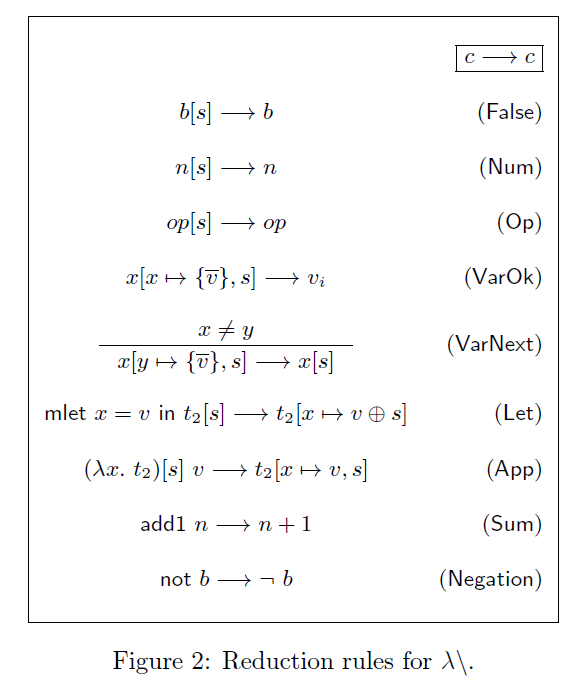 c ⟶ c
b[s] ⟶ b (False)
n[s] ⟶ n (Num)
op[s] ⟶ op (Op)
x[x ↦ {v̅}, s] ⟶ vᵢ (VarOk)
x ≠ y
x[y ↦ {v̅}, s] ⟶ x[s] (VarNext)
mlet x = v in t₂[s] ⟶ t₂[x ↦ v ⊕ s] (Let)
(λx. t₂)[s] v ⟶ t₂[x ↦ v, s] (App)
add1 n ⟶ n + 1 (Sum)
not b ⟶ ¬ b (Negation)
Figure 2: Reduction rules for λ\.